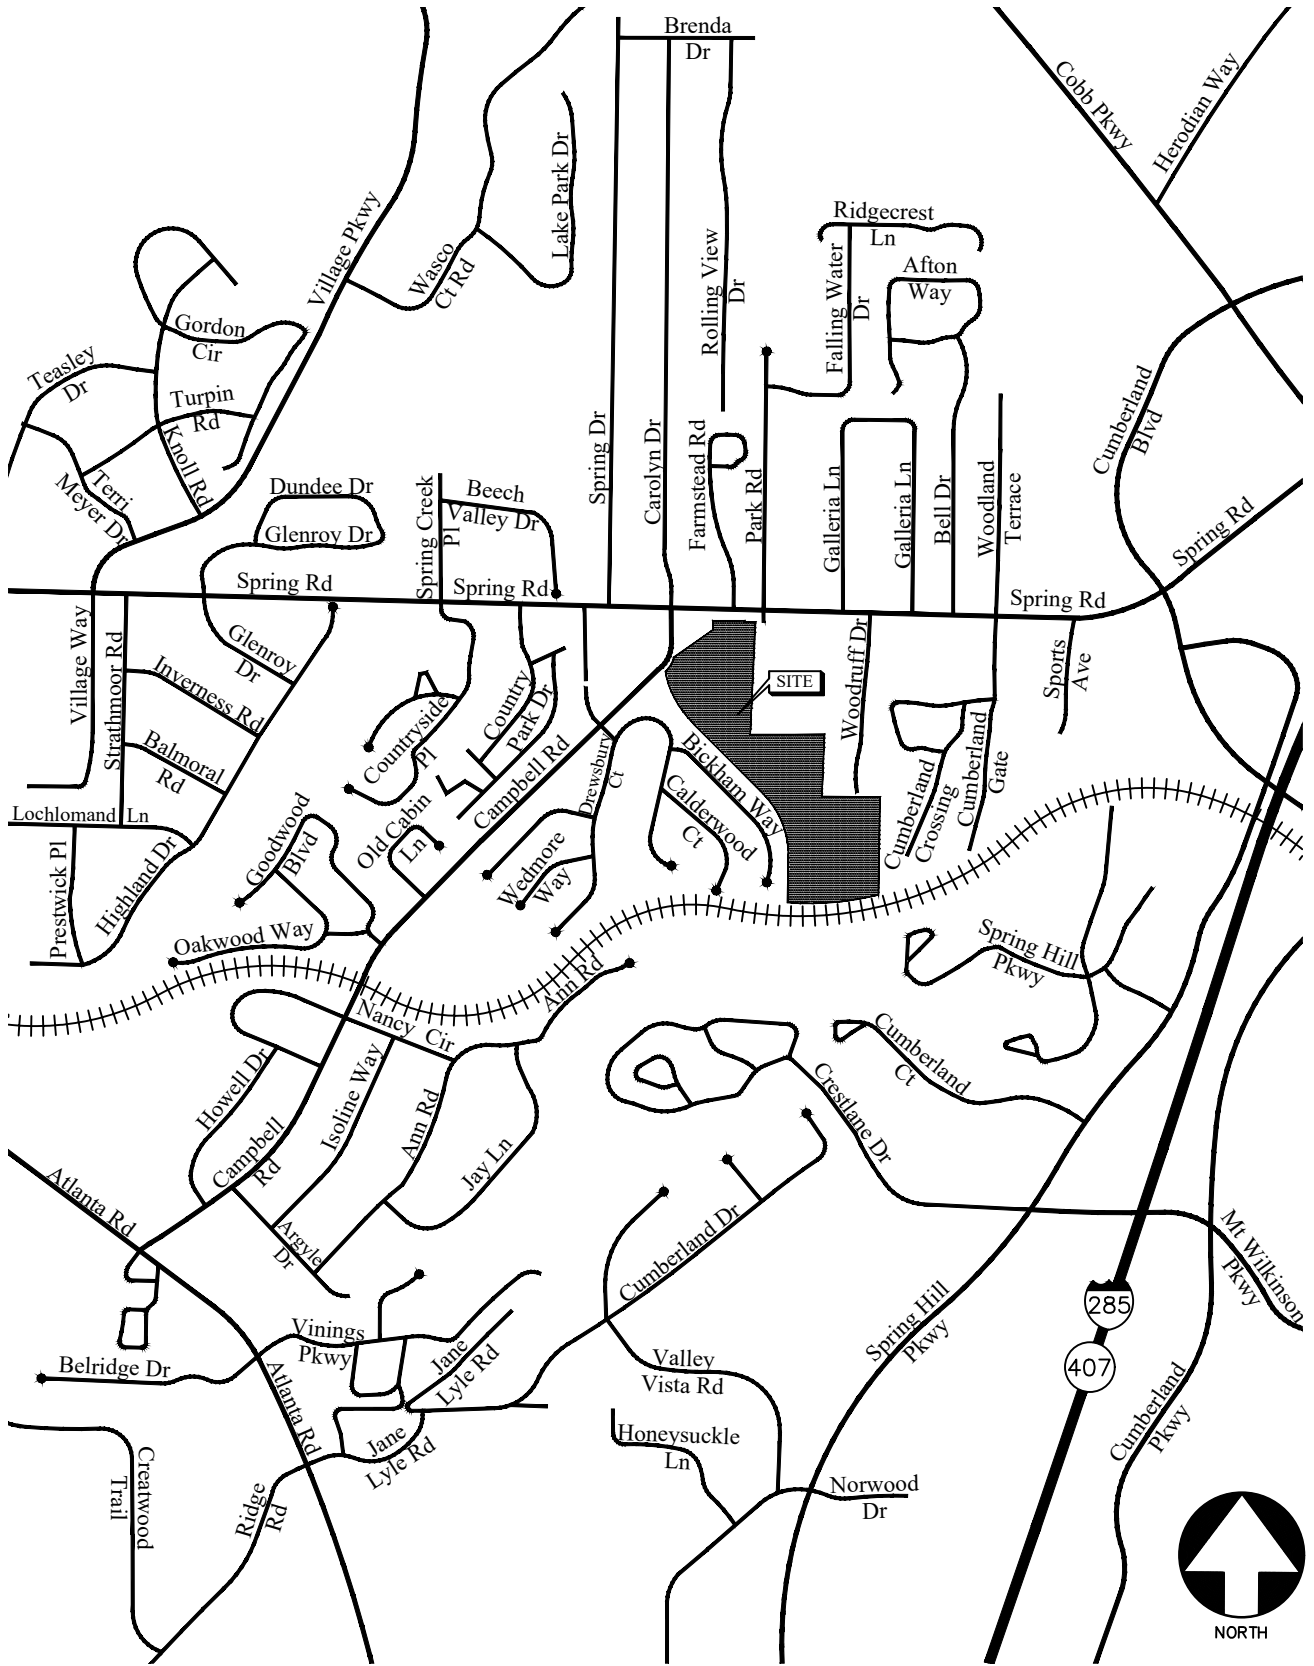 Brenda
Dr
Cobb Pkwy
Herodian Way
Village Pkwy
Wasco
Ct Rd
Lake Park Dr
Ridgecrest
Ln
Rolling View
Dr
Falling Water
Dr
Afton
Way
Gordon
Cir
Teasley
Dr
Turpin
Rd
Knoll Rd
Terri
Meyer Dr
Cumberland
Blvd
Spring Dr
Carolyn Dr
Farmstead Rd
Park Rd
Galleria Ln
Galleria Ln
Bell Dr
Woodland
Terrace
Dundee Dr
Glenroy Dr
Spring Creek
Pl
Beech
Valley Dr
Spring Rd
Spring Rd
Spring Rd
Spring Rd
Village Way
Strathmoor Rd
Glenroy
Dr
Inverness Rd
Balmoral
Rd
Countryside
Pl
Country
Park Dr
SITE
Woodruff Dr
Sports
Ave
Lochlomand Ln
Prestwick Pl
Highland Dr
Goodwood
Blvd
Old Cabin
Ln
Campbell Rd
Drewsbury
Ct
Wedmore
Way
Bickham Way
Calderwood
Ct
Cumberland
Crossing
Cumberland
Gate
Oakwood Way
Ann Rd
Spring Hill
Pkwy
Nancy Cir
Howell Dr
Isoline Way
Ann Rd
Jay Ln
Campbell
Rd
Argyle
Dr
Cumberland
Ct
Crestlane Dr
Atlanta Rd
Cumberland Dr
Mt Wilkinson
Pkwy
Spring Hill
Pkwy
285
407
Vinings
Pkwy
Belridge Dr
Jane
Lyle Rd
Atlanta Rd
Jane
Lyle Rd
Valley
Vista Rd
Honeysuckle
Ln
Cumberland
Pkwy
Creatwood
Trail
Ridge
Rd
Norwood
Dr
NORTH